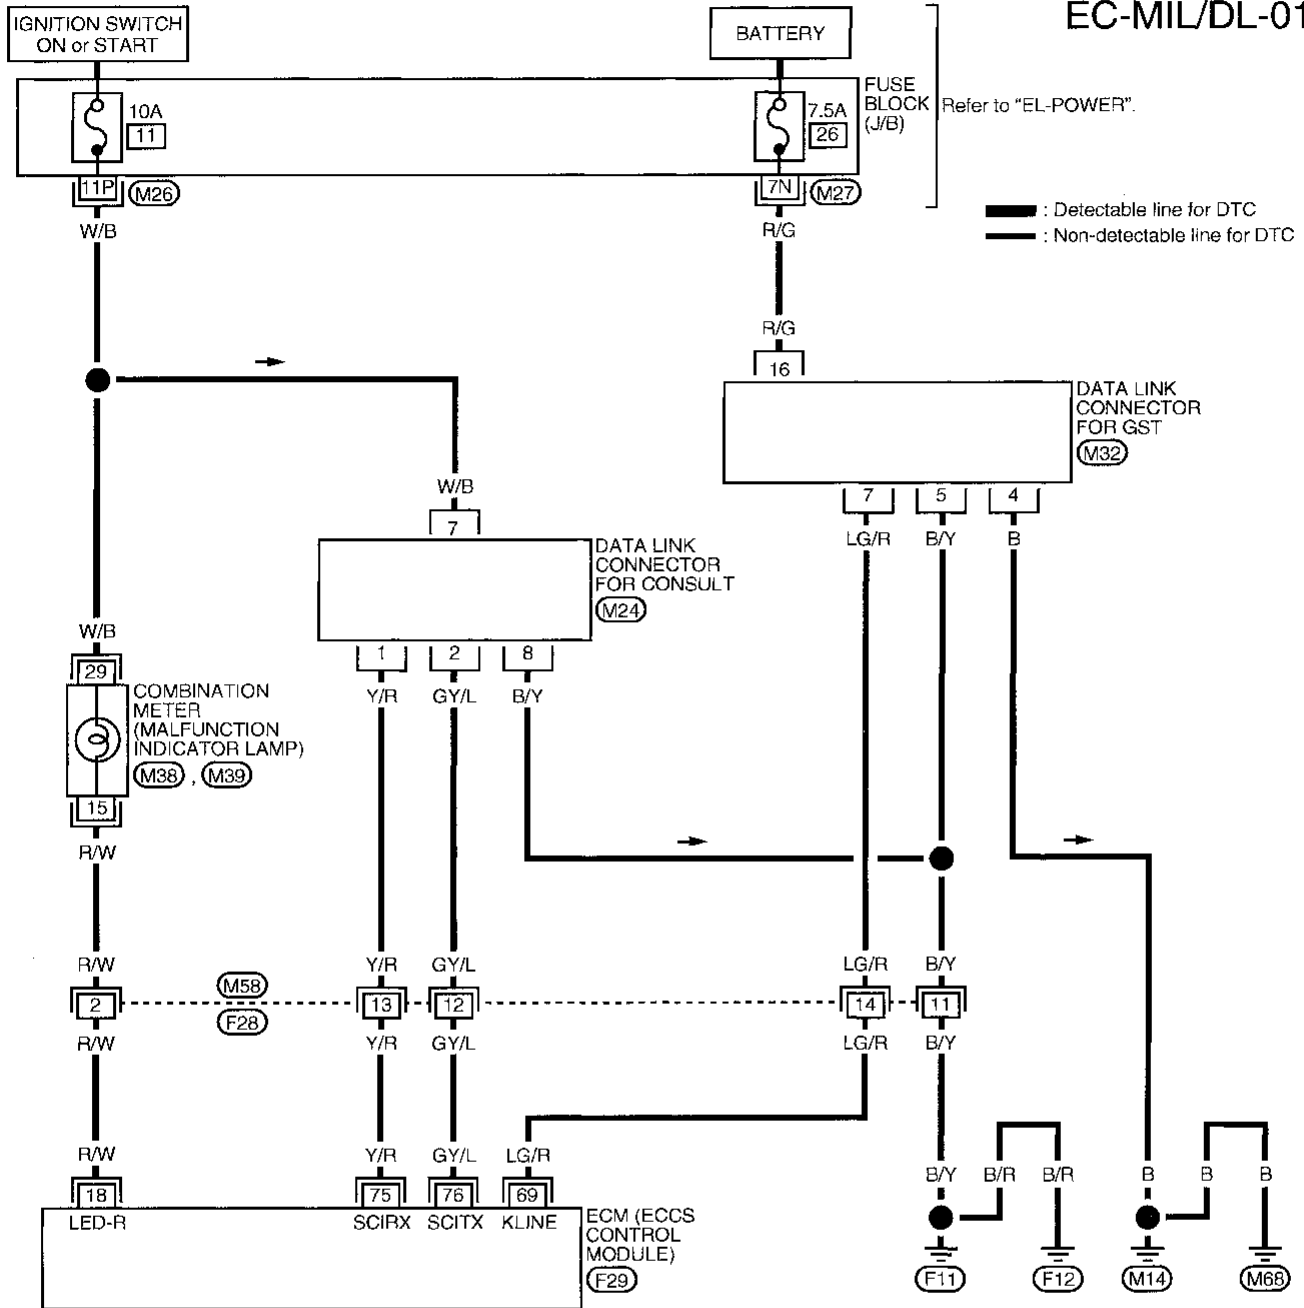 EC-MIL/DL-01
IGNITION SWITCH
ON or START
BATTERY
10A
11
7.5A
26
FUSE
BLOCK
(J/B)
Refer to "EL-POWER".
11P
M26
7N
M27
W/B
R/G
: Detectable line for DTC
: Non-detectable line for DTC
R/G
16
DATA LINK
CONNECTOR
FOR GST
M32
W/B
7
7
5
4
LG/R
B/Y
B
DATA LINK
CONNECTOR
FOR CONSULT
M24
W/B
29
1
2
8
Y/R
GY/L
B/Y
COMBINATION
METER
(MALFUNCTION
INDICATOR LAMP)
M38 , M39
15
R/W
R/W
Y/R
GY/L
LG/R
B/Y
2
M58
F28
13
12
14
11
R/W
Y/R
GY/L
LG/R
B/Y
R/W
Y/R
GY/L
LG/R
B/Y
B/R
B/R
B
B
B
18
75
76
69
LED-R
SCIRX
SCITX
KLINE
ECM (ECCS
CONTROL
MODULE)
F29
F11
F12
M14
M68